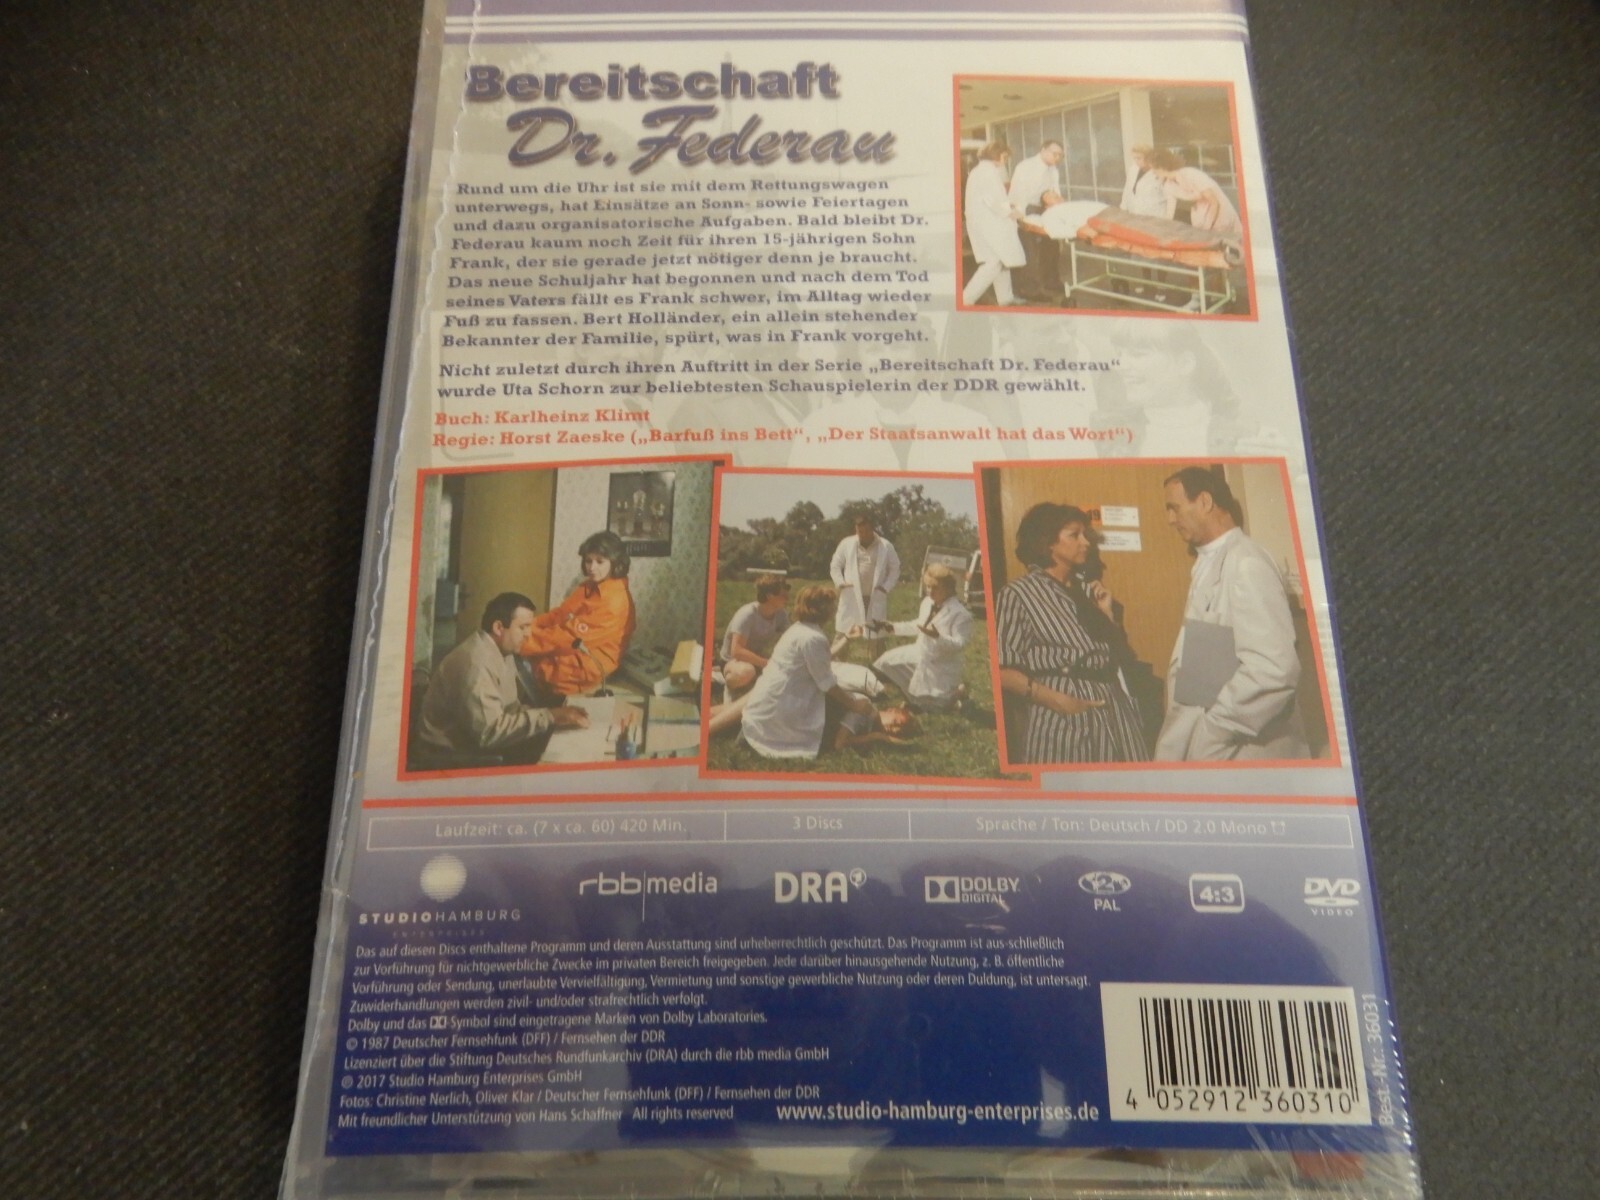 Bereitschaft
Dr. Federau
Rund um die Uhr ist sie mit dem Rettungswagen
unterwegs, hat Einsätze an Sonn- sowie Feiertagen
und dazu organisatorische Aufgaben. Bald bleibt Dr.
Federau kaum noch Zeit für ihren 15-jährigen Sohn
Frank, der sie gerade jetzt nötiger denn je braucht.
Das neue Schuljahr hat begonnen und nach dem Tod
seines Vaters fällt es Frank schwer, im Alltag wieder
Fuß zu fassen. Bert Holländer, ein allein stehender
Bekannter der Familie, spürt, was in Frank vorgeht.
Nicht zuletzt durch ihren Auftritt in der Serie „Bereitschaft Dr. Federau“
wurde Uta Schorn zur beliebtesten Schauspielerin der DDR gewählt.
Buch: Karlheinz Klimt
Regie: Horst Zaeske („Barfuß ins Bett“, „Der Staatsanwalt hat das Wort“)
Laufzeit: ca. (7 x ca. 60) 420 Min.
3 Discs
Sprache / Ton: Deutsch / DD 2.0 Mono
STUDIO HAMBURG
ENTERPRISES
rbb media
DRA
DOLBY
DIGITAL
2
PAL
4:3
DVD
VIDEO
Das auf diesen Discs enthaltene Programm und deren Ausstattung sind urheberrechtlich geschützt. Das Programm ist aus-schließlich
zur Vorführung für nichtgewerbliche Zwecke im privaten Bereich freigegeben. Jede darüber hinausgehende Nutzung, z. B. öffentliche
Vorführung oder Sendung, unerlaubte Vervielfältigung, Vermietung und sonstige gewerbliche Nutzung oder deren Duldung, ist untersagt.
Zuwiderhandlungen werden zivil- und/oder strafrechtlich verfolgt.
Dolby und das -Symbol sind eingetragene Marken von Dolby Laboratories.
© 1987 Deutscher Fernsehfunk (DFF) / Fernsehen der DDR
Lizenziert über die Stiftung Deutsches Rundfunkarchiv (DRA) durch die rbb media GmbH
℗ 2017 Studio Hamburg Enterprises GmbH
Fotos: Christine Nerlich, Oliver Klar / Deutscher Fernsehfunk (DFF) / Fernsehen der DDR
Mit freundlicher Unterstützung von Hans Schaffner All rights reserved
www.studio-hamburg-enterprises.de
4 052912 360310
Best.-Nr.: 36031